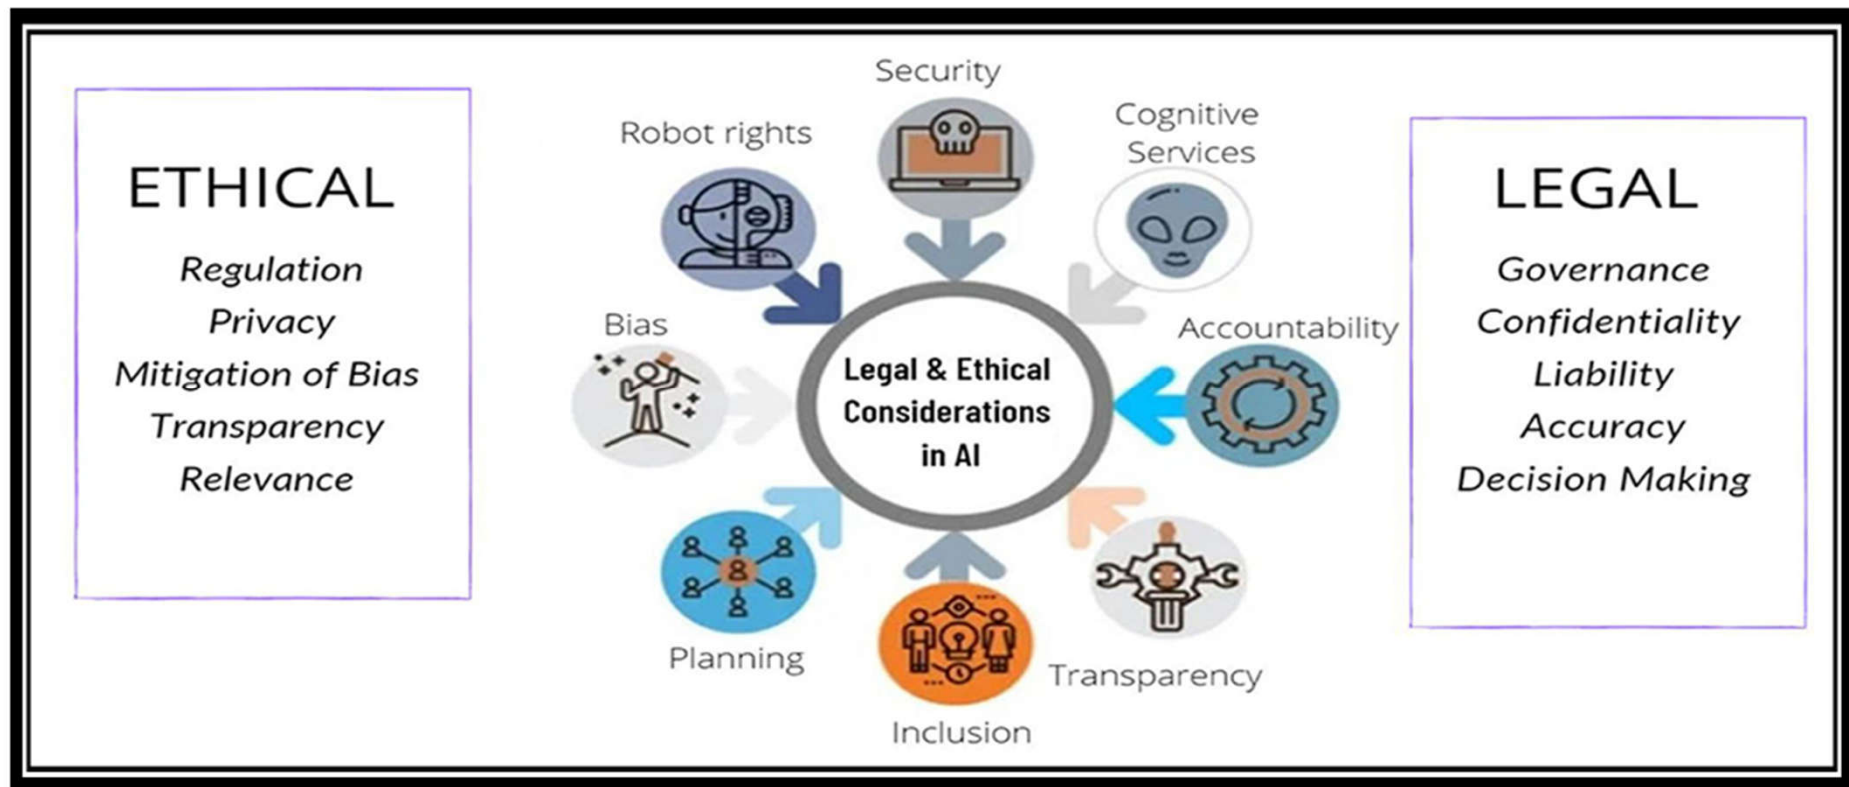 ETHICAL
Regulation
Privacy
Mitigation of Bias
Transparency
Relevance
Security
Robot rights
Cognitive
Services
Bias
Accountability
Legal & Ethical
Considerations
in AI
Planning
Transparency
Inclusion
LEGAL
Governance
Confidentiality
Liability
Accuracy
Decision Making